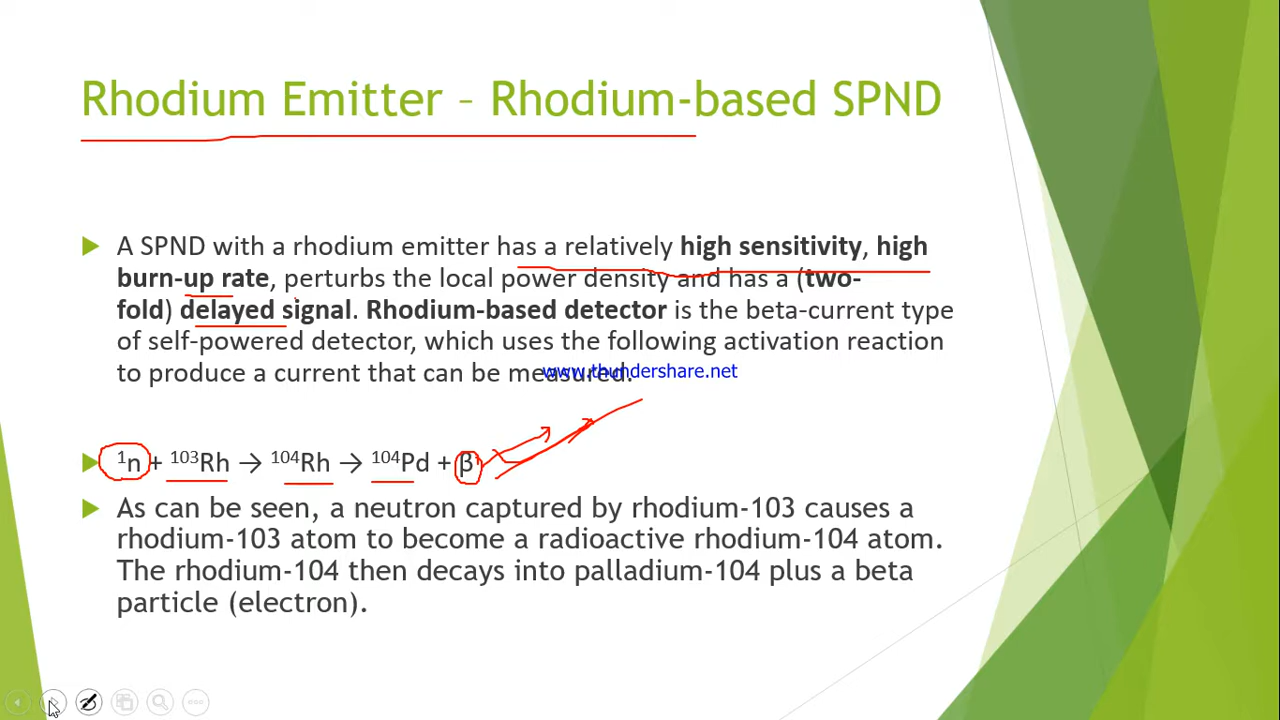 Rhodium Emitter – Rhodium-based SPND
A SPND with a rhodium emitter has a relatively high sensitivity, high
burn-up rate, perturbs the local power density and has a (two-
fold) delayed signal. Rhodium-based detector is the beta-current type
of self-powered detector, which uses the following activation reaction
to produce a current that can be measured.
www.thundershare.net
¹n + ¹⁰³Rh → ¹⁰⁴Rh → ¹⁰⁴Pd + β
As can be seen, a neutron captured by rhodium-103 causes a
rhodium-103 atom to become a radioactive rhodium-104 atom.
The rhodium-104 then decays into palladium-104 plus a beta
particle (electron).